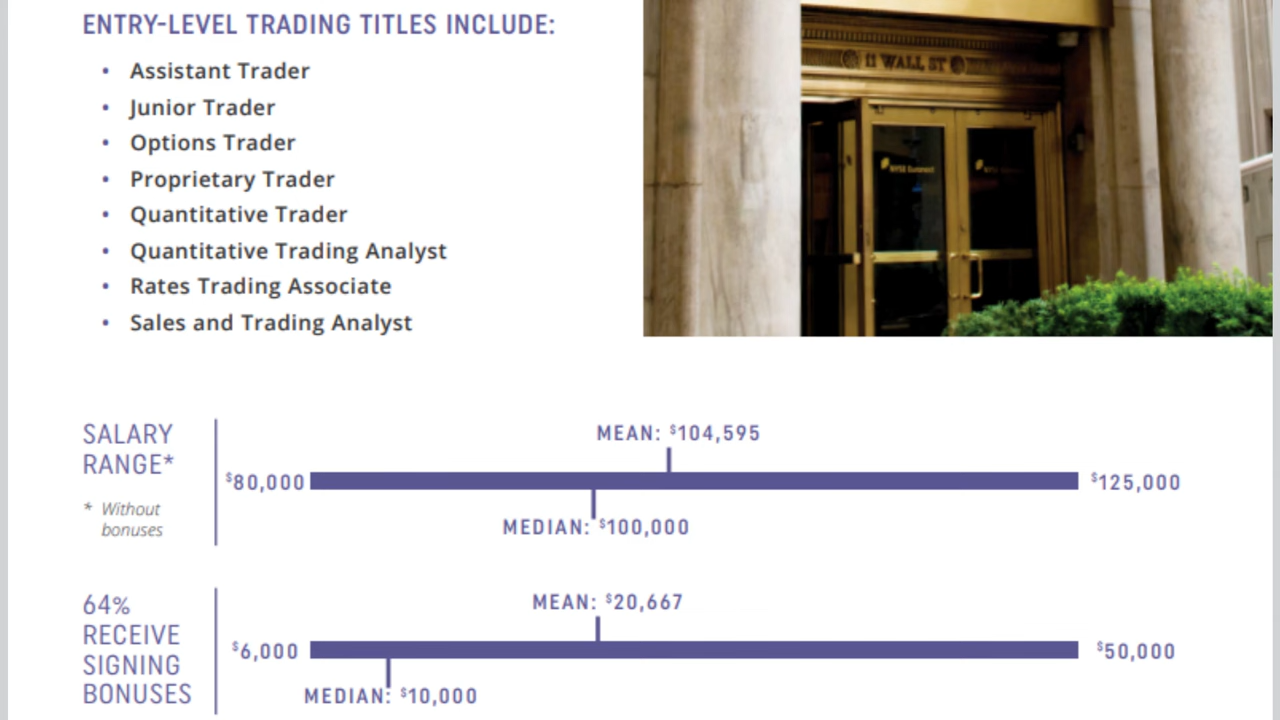 ENTRY-LEVEL TRADING TITLES INCLUDE:
• Assistant Trader
• Junior Trader
• Options Trader
• Proprietary Trader
• Quantitative Trader
• Quantitative Trading Analyst
• Rates Trading Associate
• Sales and Trading Analyst
11 WALL ST
NYSE Euronext
SALARY
RANGE*
* Without
bonuses
MEAN: $104,595
$80,000
$125,000
MEDIAN: $100,000
64%
RECEIVE
SIGNING
BONUSES
MEAN: $20,667
$6,000
$50,000
MEDIAN: $10,000